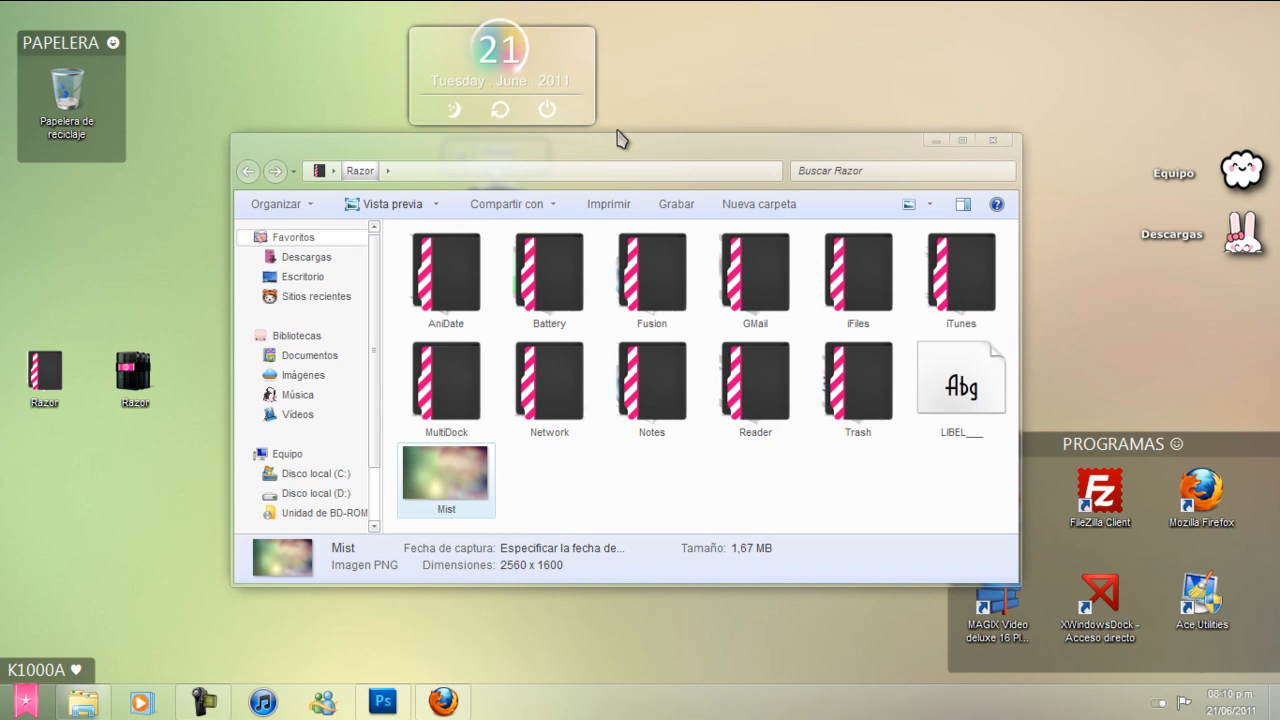 PAPELERA
Papelera de
reciclaje
21
Tuesday . June . 2011
Razor
Buscar Razor
Organizar
Vista previa
Compartir con
Imprimir
Grabar
Nueva carpeta
Favoritos
Descargas
Escritorio
Sitios recientes
Bibliotecas
Documentos
Imágenes
Música
Vídeos
Equipo
Disco local (C:)
Disco local (D:)
Unidad de BD-ROM
AniDate
Battery
Fusion
GMail
iFiles
iTunes
MultiDock
Network
Notes
Reader
Trash
Abg
LIBEL___
Mist
Mist
Imagen PNG
Fecha de captura: Especificar la fecha de...
Dimensiones: 2560 x 1600
Tamaño: 1,67 MB
Razor
Razor
Equipo
Descargas
PROGRAMAS
Fz
FileZilla Client
Mozilla Firefox
MAGIX Video
deluxe 16 Pl...
XWindowsDock -
Acceso directo
Ace Utilities
K1000A ♥
Ps
06:10 p.m.
21/06/2011